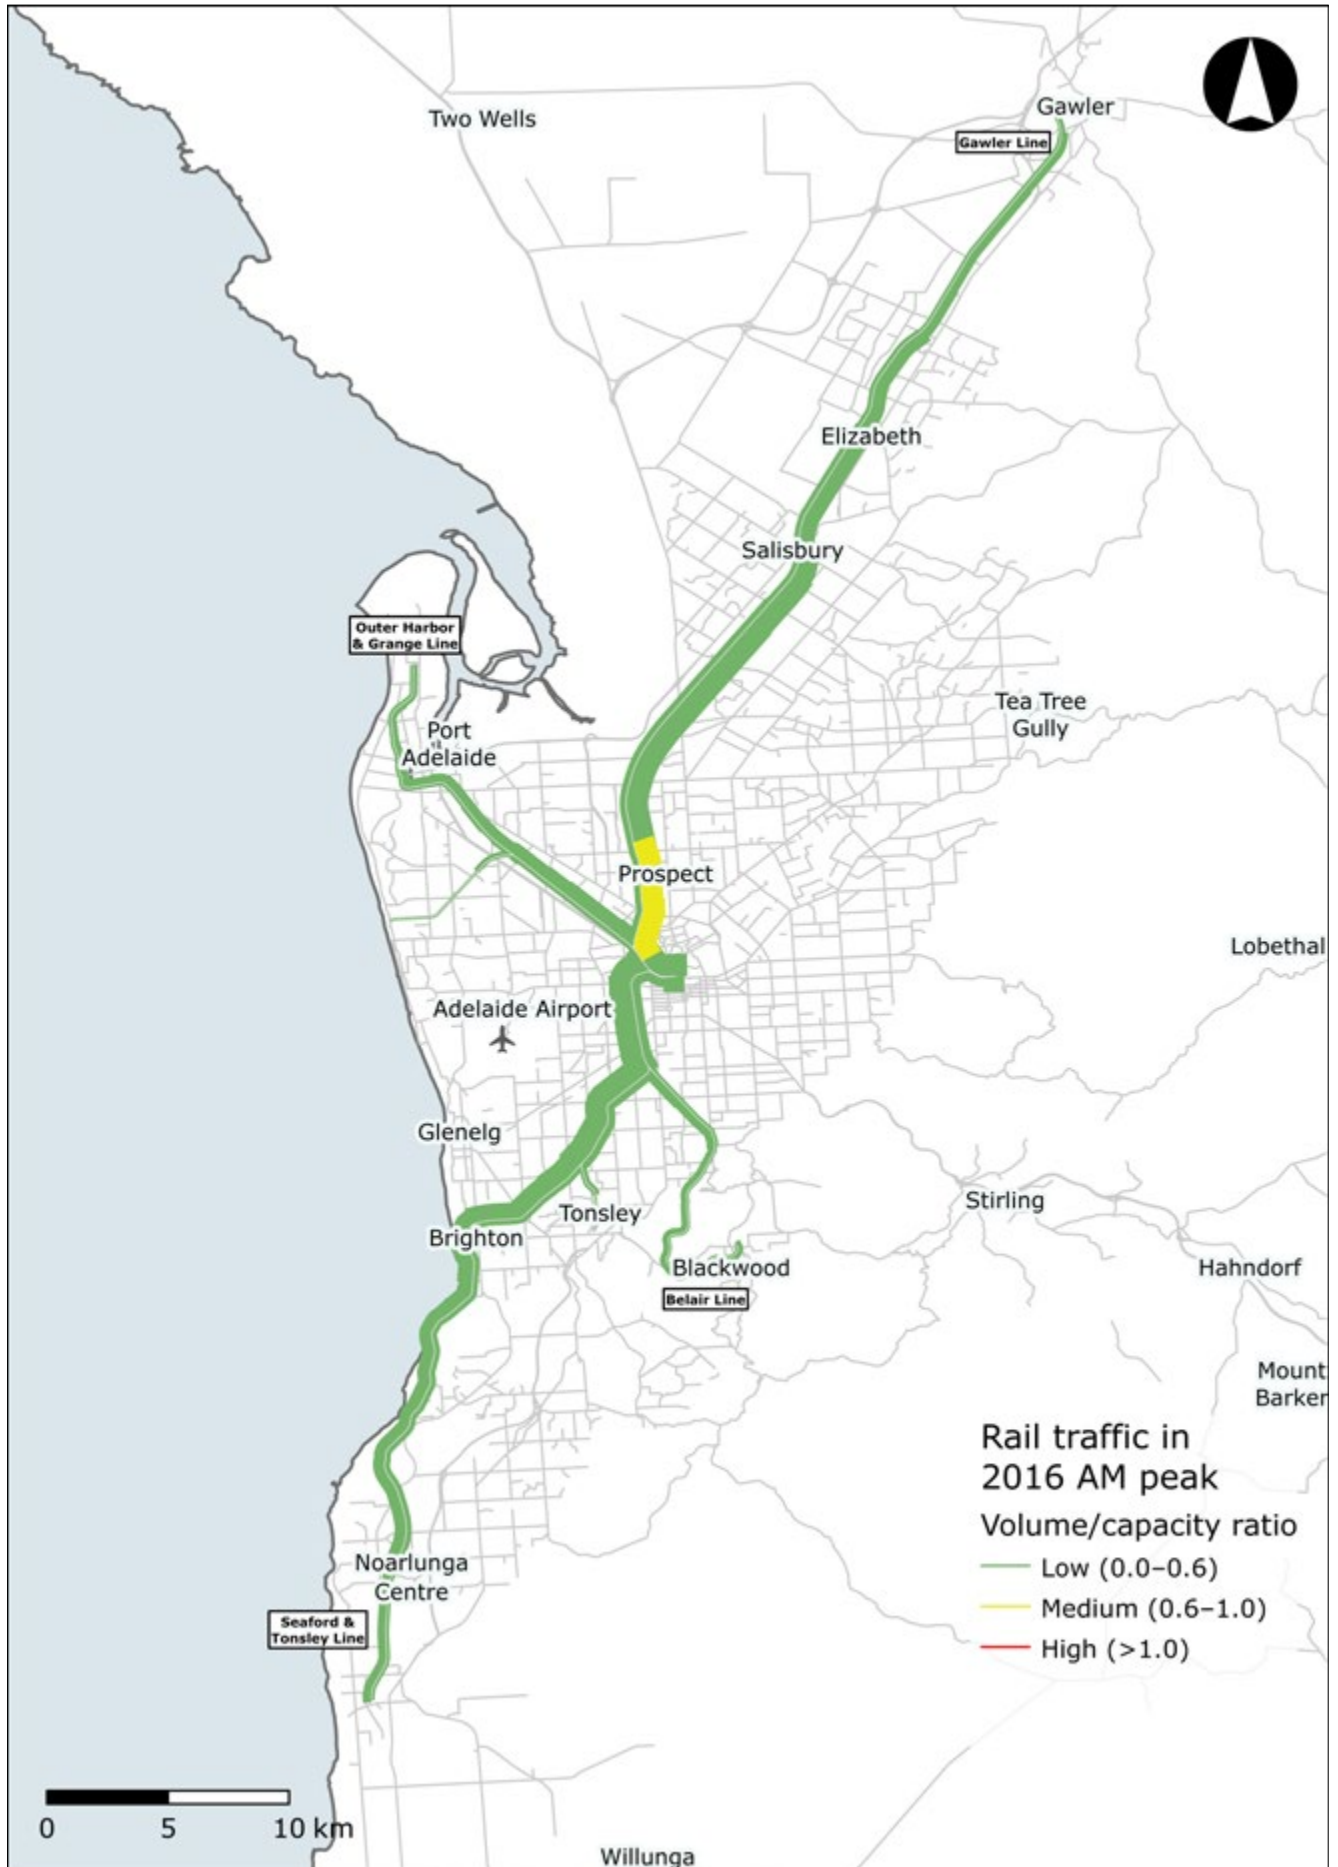 Two Wells
Gawler
Gawler Line
Elizabeth
Salisbury
Outer Harbor
& Grange Line
Tea Tree
Gully
Port
Adelaide
Prospect
Lobethal
Adelaide Airport
Glenelg
Stirling
Tonsley
Brighton
Blackwood
Hahndorf
Belair Line
Mount
Barker
Rail traffic in
2016 AM peak
Volume/capacity ratio
Low (0.0–0.6)
Medium (0.6–1.0)
High (>1.0)
Noarlunga
Centre
Seaford &
Tonsley Line
0 5 10 km
Willunga